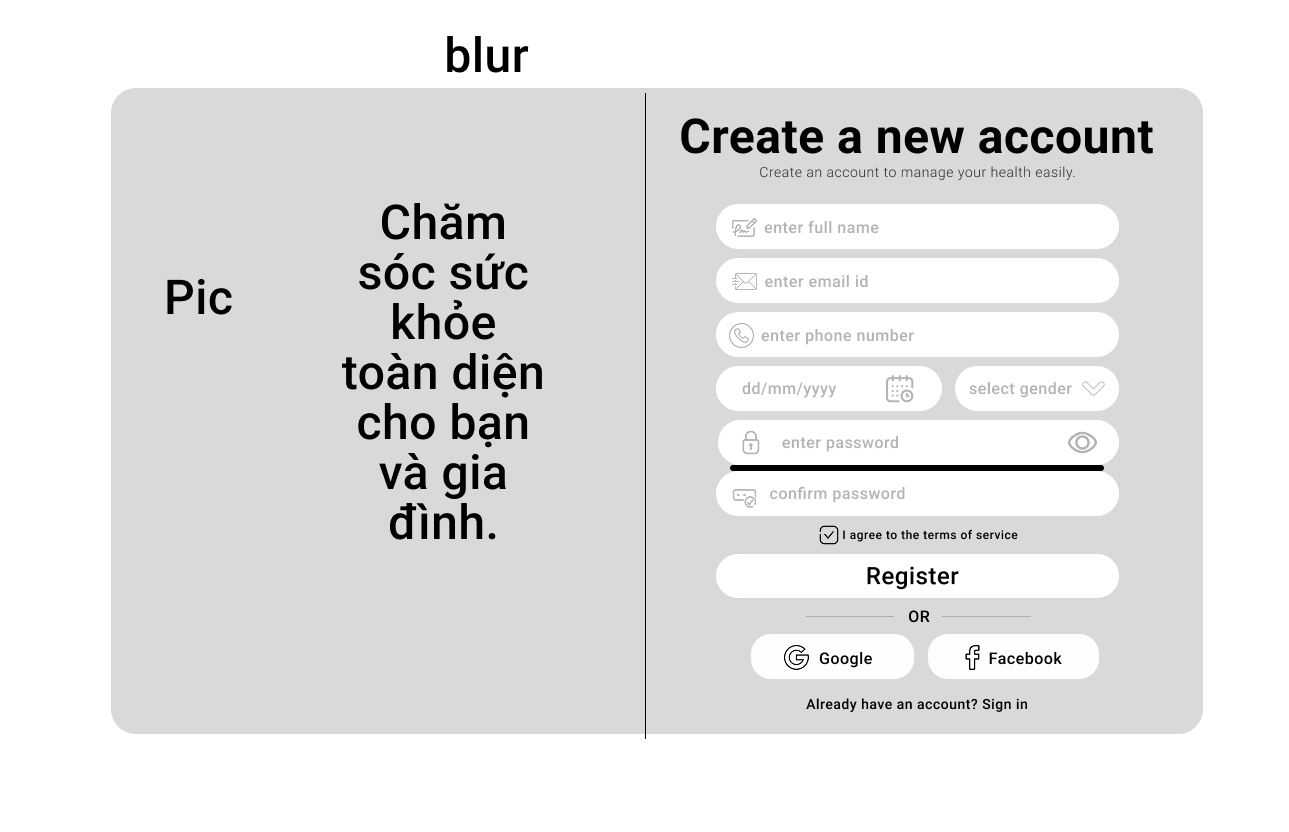 blur
Pic
Chăm
sóc sức
khỏe
toàn diện
cho bạn
và gia
đình.
Create a new account
Create an account to manage your health easily.
enter full name
enter email id
enter phone number
dd/mm/yyyy
select gender
enter password
confirm password
I agree to the terms of service
Register
OR
Google
Facebook
Already have an account? Sign in